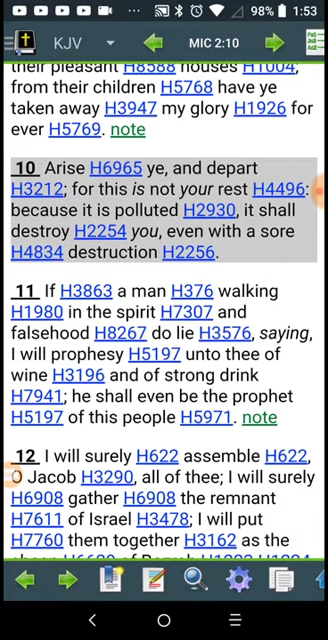 98% 1:53
KJV MIC 2:10
their pleasant H8588 houses H1004,
from their children H5768 have ye
taken away H3947 my glory H1926 for
ever H5769. note
10 Arise H6965 ye, and depart
H3212; for this is not your rest H4496:
because it is polluted H2930, it shall
destroy H2254 you, even with a sore
H4834 destruction H2256.
11 If H3863 a man H376 walking
H1980 in the spirit H7307 and
falsehood H8267 do lie H3576, saying,
I will prophesy H5197 unto thee of
wine H3196 and of strong drink
H7941; he shall even be the prophet
H5197 of this people H5971. note
12 I will surely H622 assemble H622,
O Jacob H3290, all of thee; I will surely
H6908 gather H6908 the remnant
H7611 of Israel H3478; I will put
H7760 them together H3162 as the